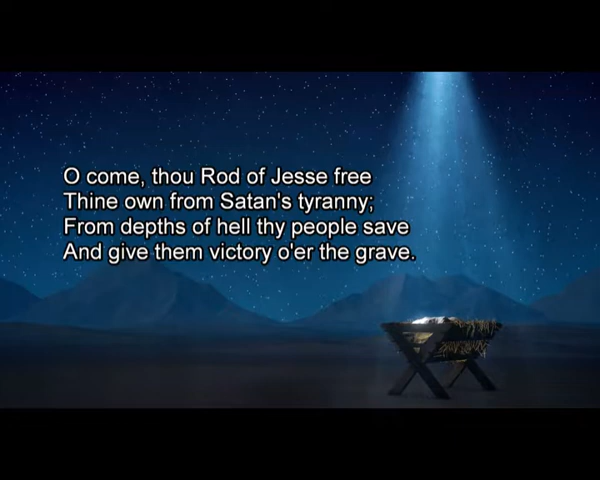 O come, thou Rod of Jesse free
Thine own from Satan's tyranny;
From depths of hell thy people save
And give them victory o'er the grave.